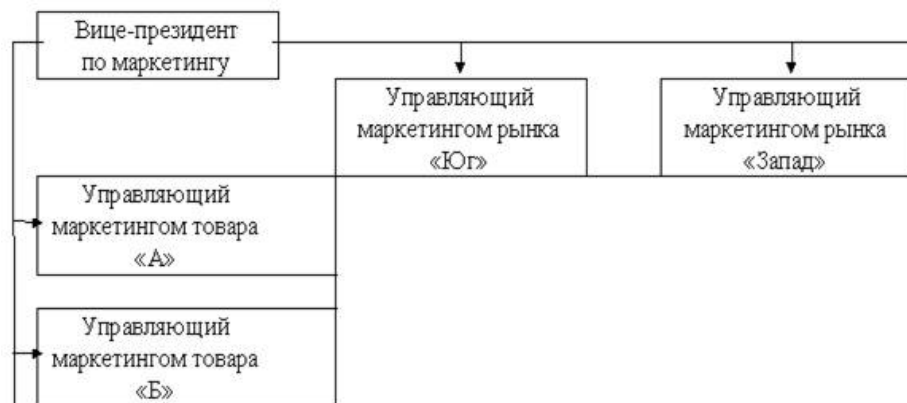 Вице-президент
по маркетингу
Управляющий
маркетингом рынка
«Юг»
Управляющий
маркетингом рынка
«Запад»
Управляющий
маркетингом товара
«А»
Управляющий
маркетингом товара
«Б»